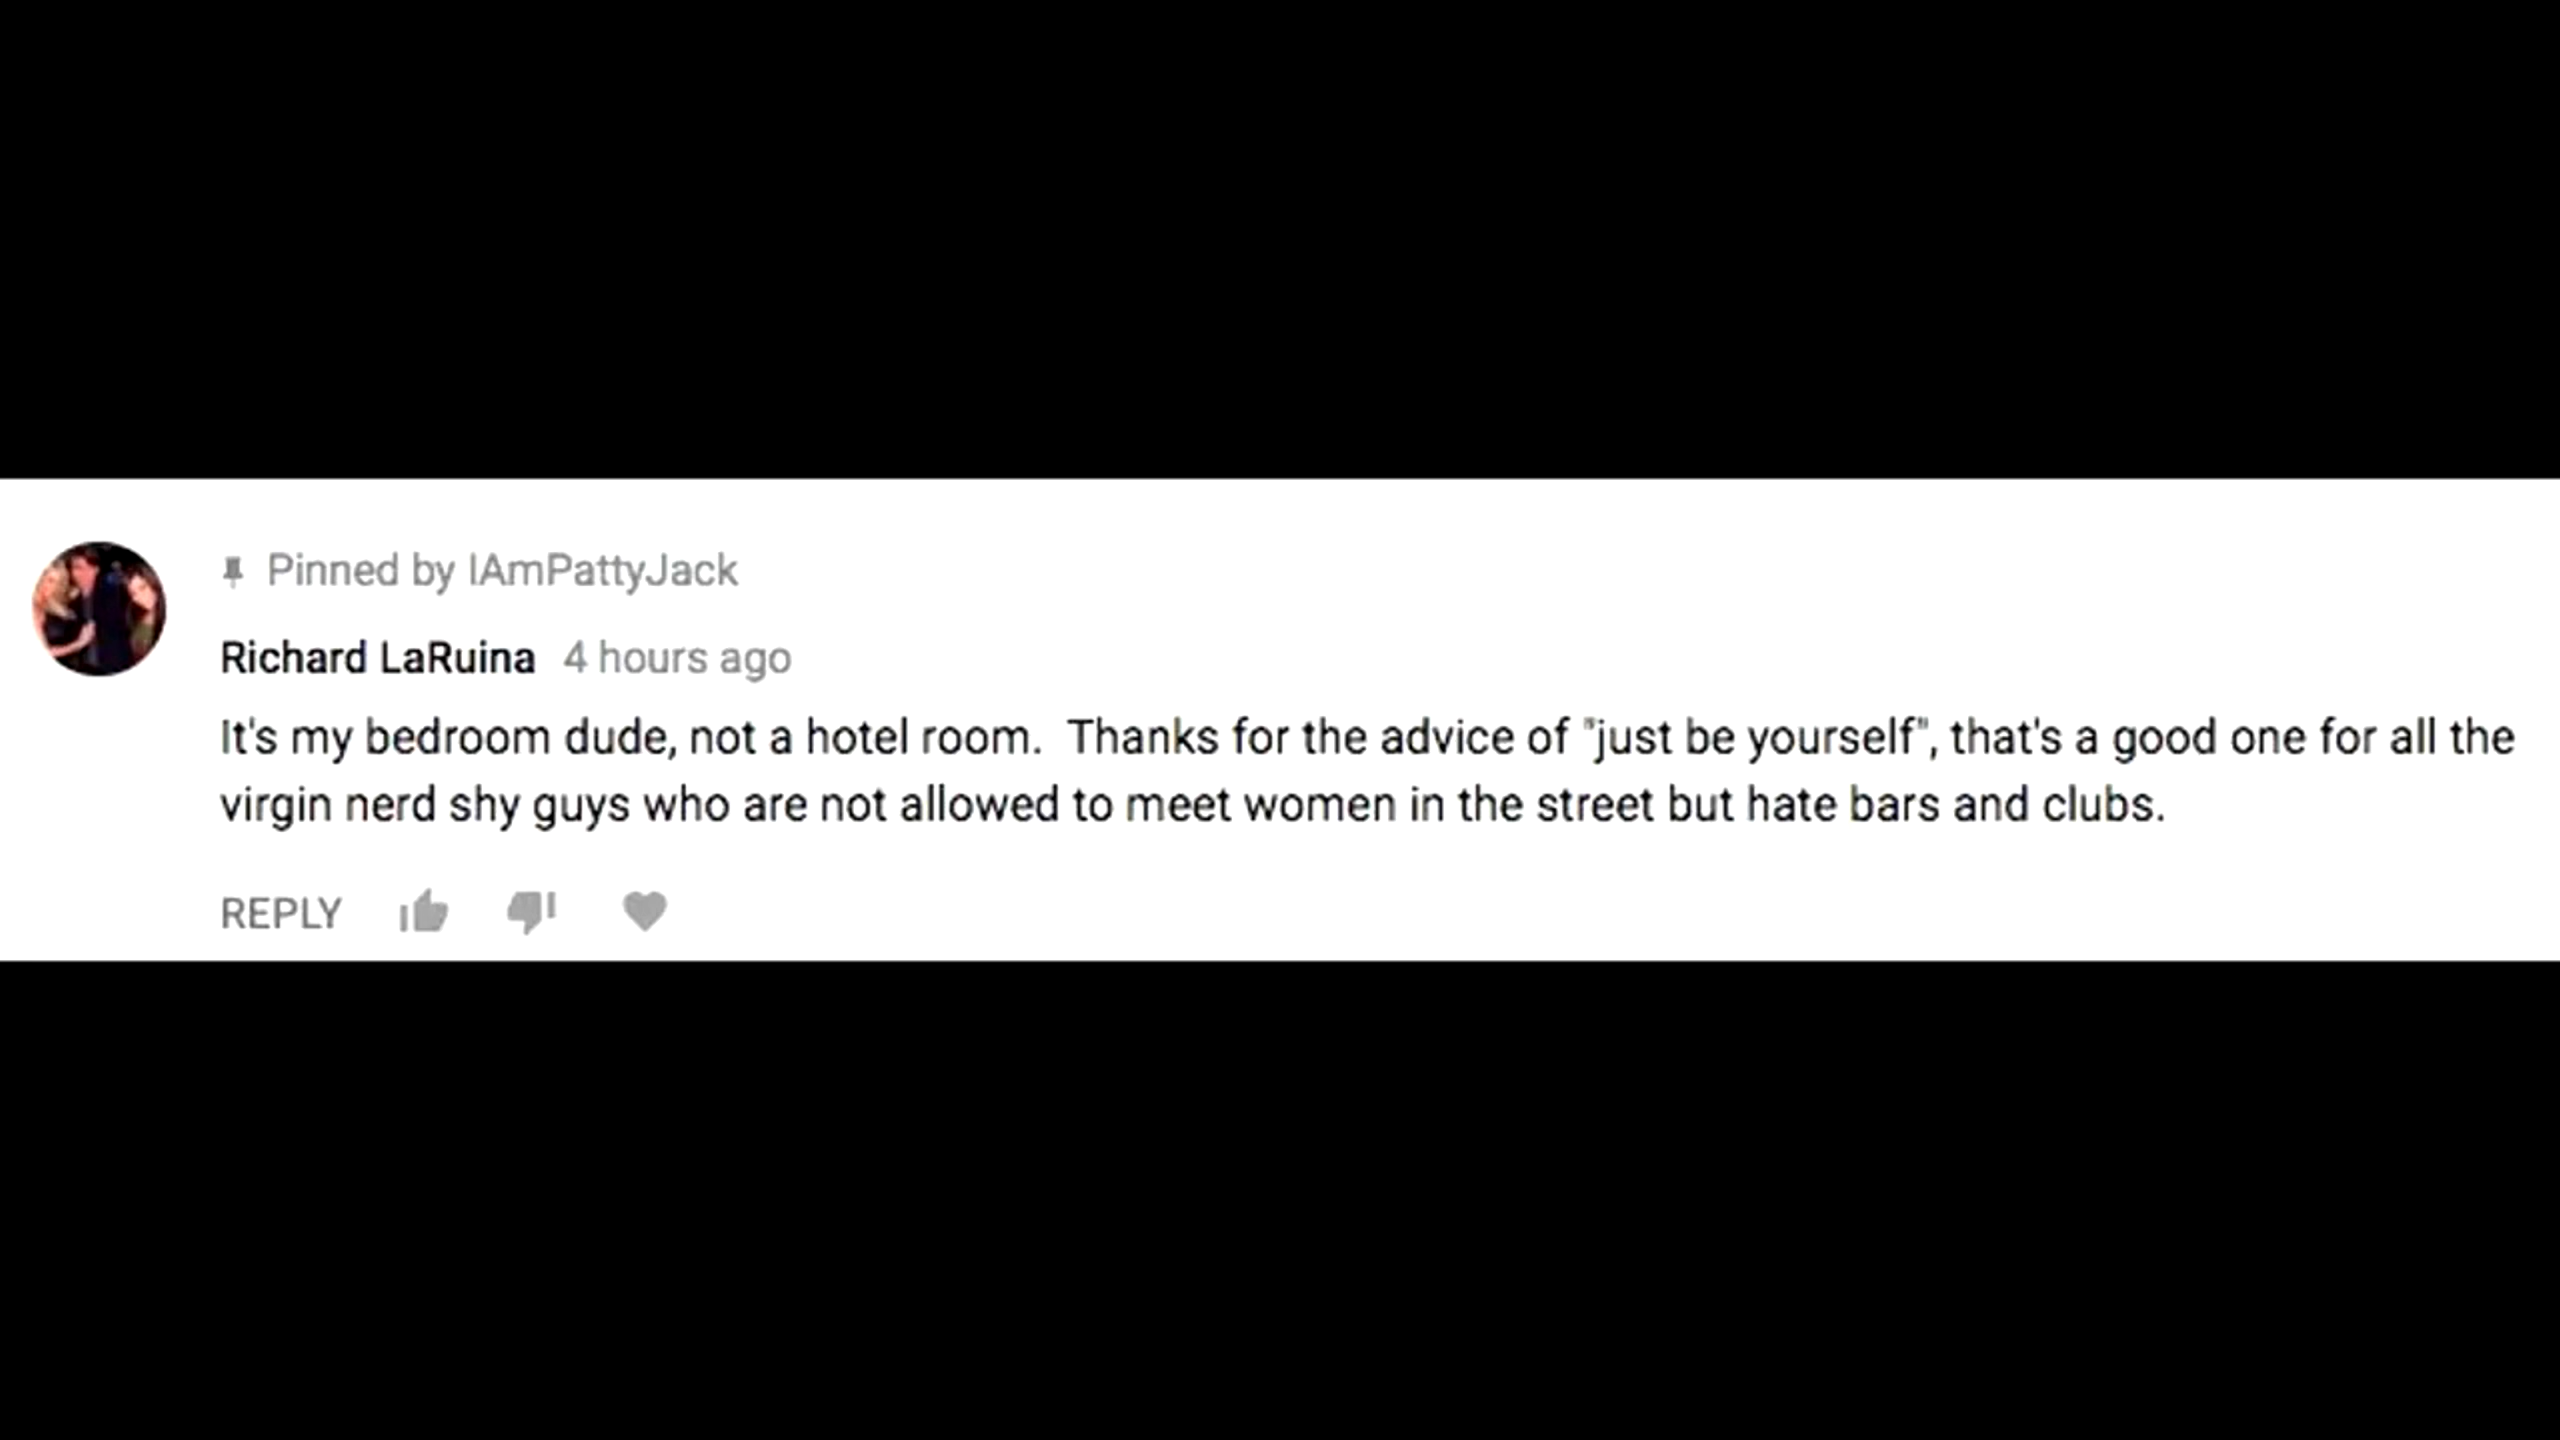 Pinned by IAmPattyJack
Richard LaRuina 4 hours ago
It's my bedroom dude, not a hotel room.  Thanks for the advice of "just be yourself", that's a good one for all the
virgin nerd shy guys who are not allowed to meet women in the street but hate bars and clubs.
REPLY